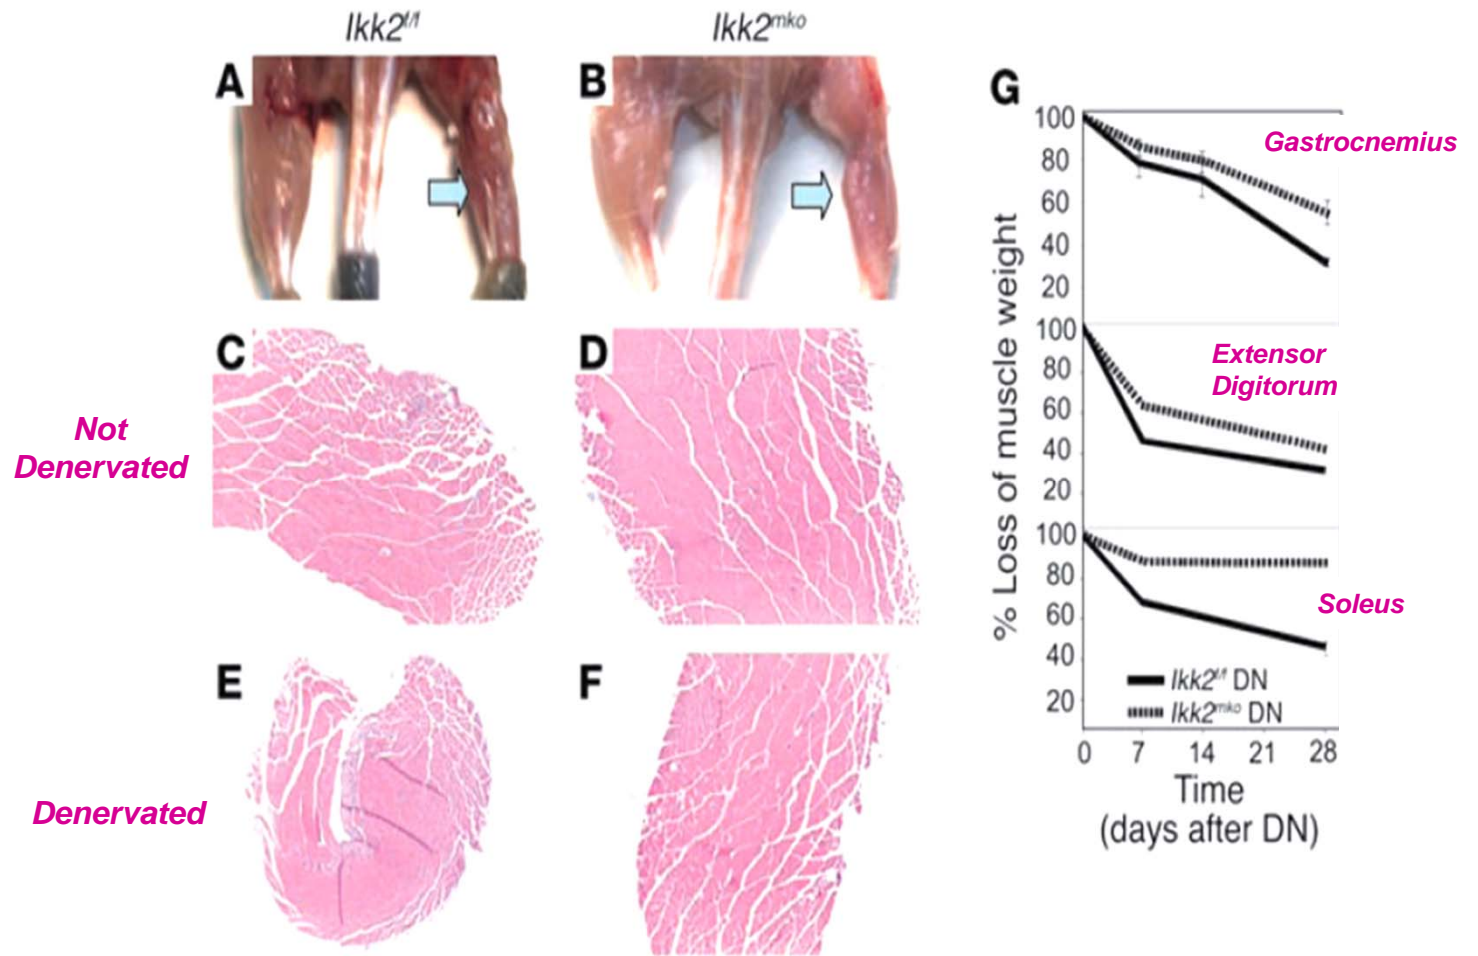 Ikk2f/f
Ikk2mko
A
B
G
C
D
E
F
Not
Denervated
Denervated
% Loss of muscle weight
100
80
60
40
20
Gastrocnemius
100
80
60
40
20
Extensor
Digitorum
100
80
60
40
20
Soleus
Ikk2f/f DN
Ikk2mko DN
0 7 14 21 28
Time
(days after DN)